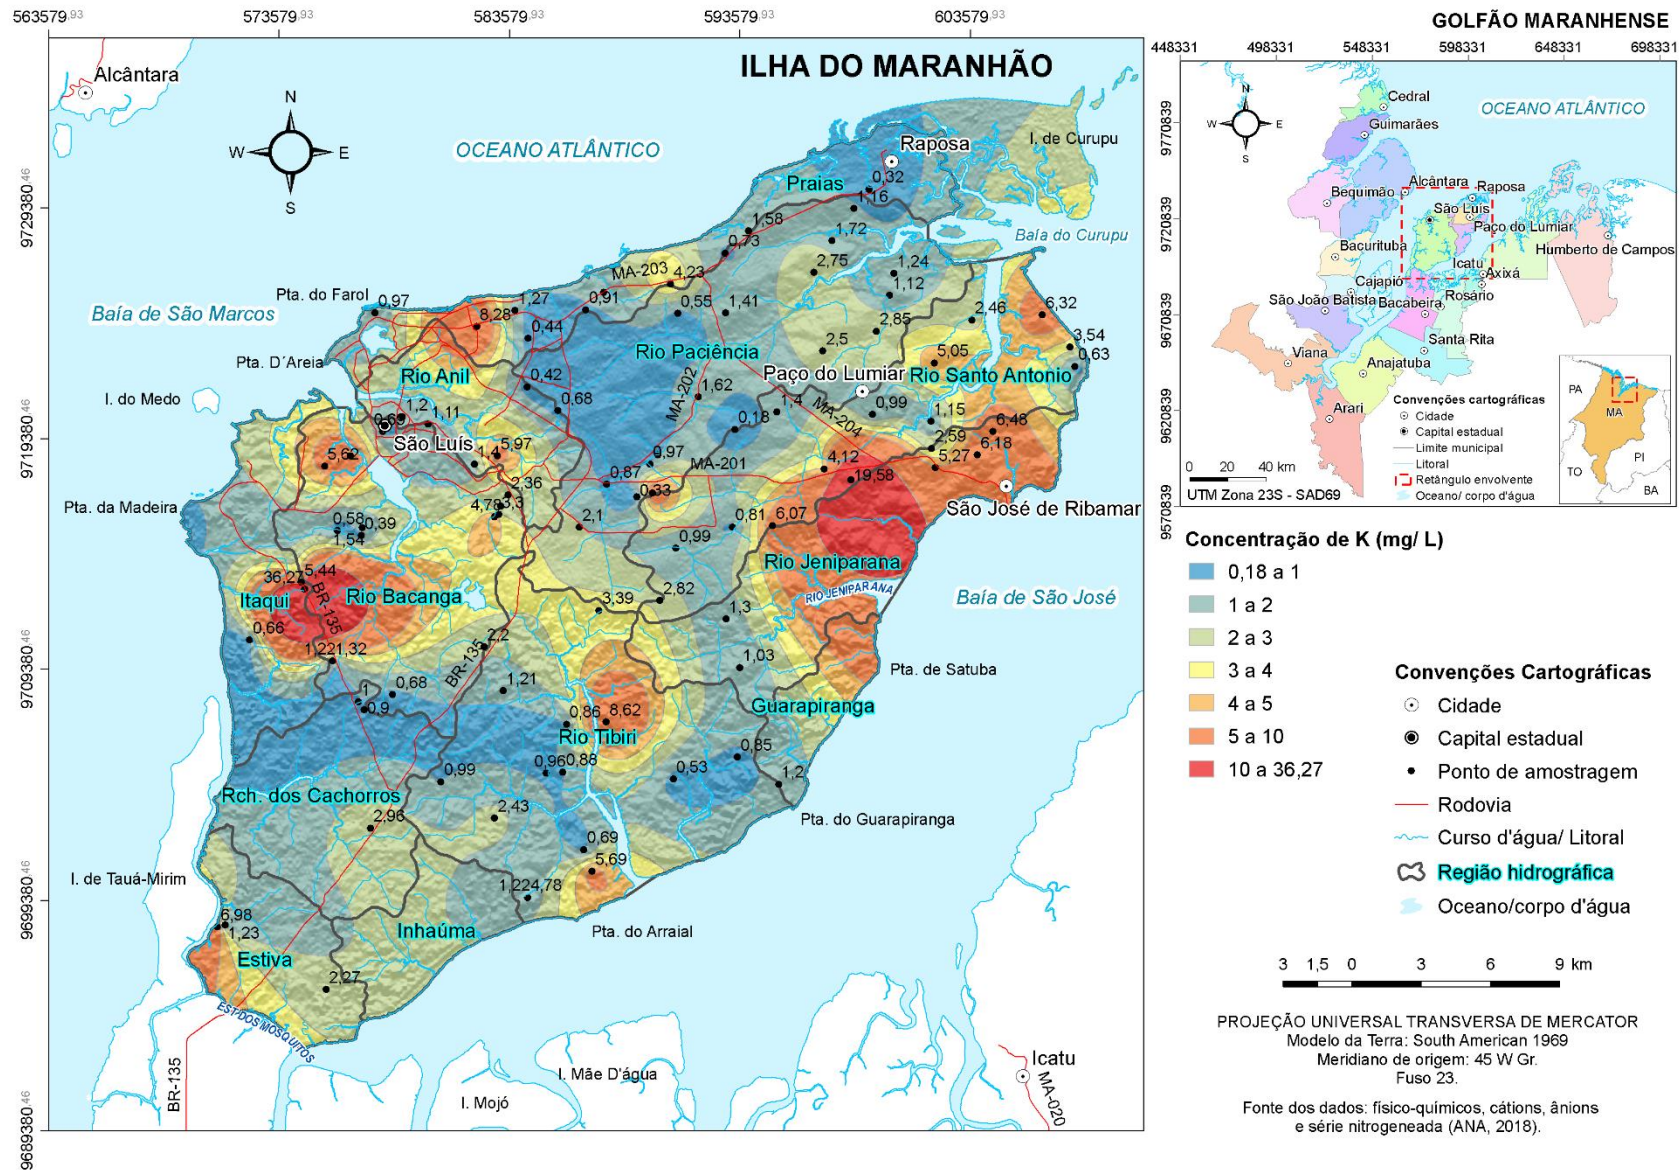 563579,93 573579,93 583579,93 593579,93 603579,93
9729380,46
9719380,46
9709380,46
9699380,46
9689380,46
ILHA DO MARANHÃO
Alcântara
N
W E
S
OCEANO ATLÂNTICO
Raposa
I. de Curupu
Praias
0,32
1,16
1,58
0,73
1,72
Baía do Curupu
MA-203
4,23
2,75
1,24
1,12
Pta. do Farol
0,97
1,27
0,91
0,55
1,41
2,46
6,32
Baía de São Marcos
8,28
0,44
2,85
3,54
0,63
Rio Paciência
2,5
5,05
Pta. D´Areia
Rio Anil
Paço do Lumiar
Rio Santo Antonio
0,42
MA-202
1,62
I. do Medo
0,68
1,4
0,99
1,15
1,2
1,11
0,69
0,18
MA-204
6,48
São Luís
2,59
6,18
5,62
1,4
5,97
0,97
4,12
5,27
MA-201
0,87
19,58
2,36
0,33
São José de Ribamar
Pta. da Madeira
4,78
3,3
0,58
0,39
1,54
2,1
0,81
6,07
0,99
Rio Jeniparana
5,44
36,27
Itaqui
BR-135
Rio Bacanga
RIO JENIPARANA
Baía de São José
2,82
3,39
1,3
0,66
2,2
1,22
1,32
BR-135
1,03
Pta. de Satuba
0,68
1,21
1
0,9
Guarapiranga
0,86
8,62
Rio Tibiri
0,85
0,96
0,88
0,53
1,2
0,99
Rch. dos Cachorros
2,43
2,96
Pta. do Guarapiranga
0,69
5,69
I. de Tauá-Mirim
1,22
4,78
6,98
1,23
Inhaúma
Pta. do Arraial
Estiva
2,27
EST. DOS MOSQUITOS
BR-135
I. Mãe D'água
I. Mojó
Icatu
MA-020
GOLFÃO MARANHENSE
448331 498331 548331 598331 648331 698331
9770839
9720839
9670839
9620839
9570839
N
W E
S
OCEANO ATLÂNTICO
Cedral
Guimarães
Alcântara
Bequimão
Raposa
São Luís
Paço do Lumiar
Bacurituba
Humberto de Campos
Icatu
Axixá
Cajapió
Rosário
São João Batista
Bacabeira
Santa Rita
Viana
Anajatuba
Arari
Convenções cartográficas
Cidade
Capital estadual
Limite municipal
Litoral
Retângulo envolvente
Oceano/ corpo d'água
0 20 40 km
UTM Zona 23S - SAD69
PA
MA
PI
TO
BA
Concentração de K (mg/ L)
0,18 a 1
1 a 2
2 a 3
3 a 4
4 a 5
5 a 10
10 a 36,27
Convenções Cartográficas
Cidade
Capital estadual
Ponto de amostragem
Rodovia
Curso d'água/ Litoral
Região hidrográfica
Oceano/corpo d'água
3 1,5 0 3 6 9 km
PROJEÇÃO UNIVERSAL TRANSVERSA DE MERCATOR
Modelo da Terra: South American 1969
Meridiano de origem: 45 W Gr.
Fuso 23.
Fonte dos dados: físico-químicos, cátions, ânions
e série nitrogeneada (ANA, 2018).